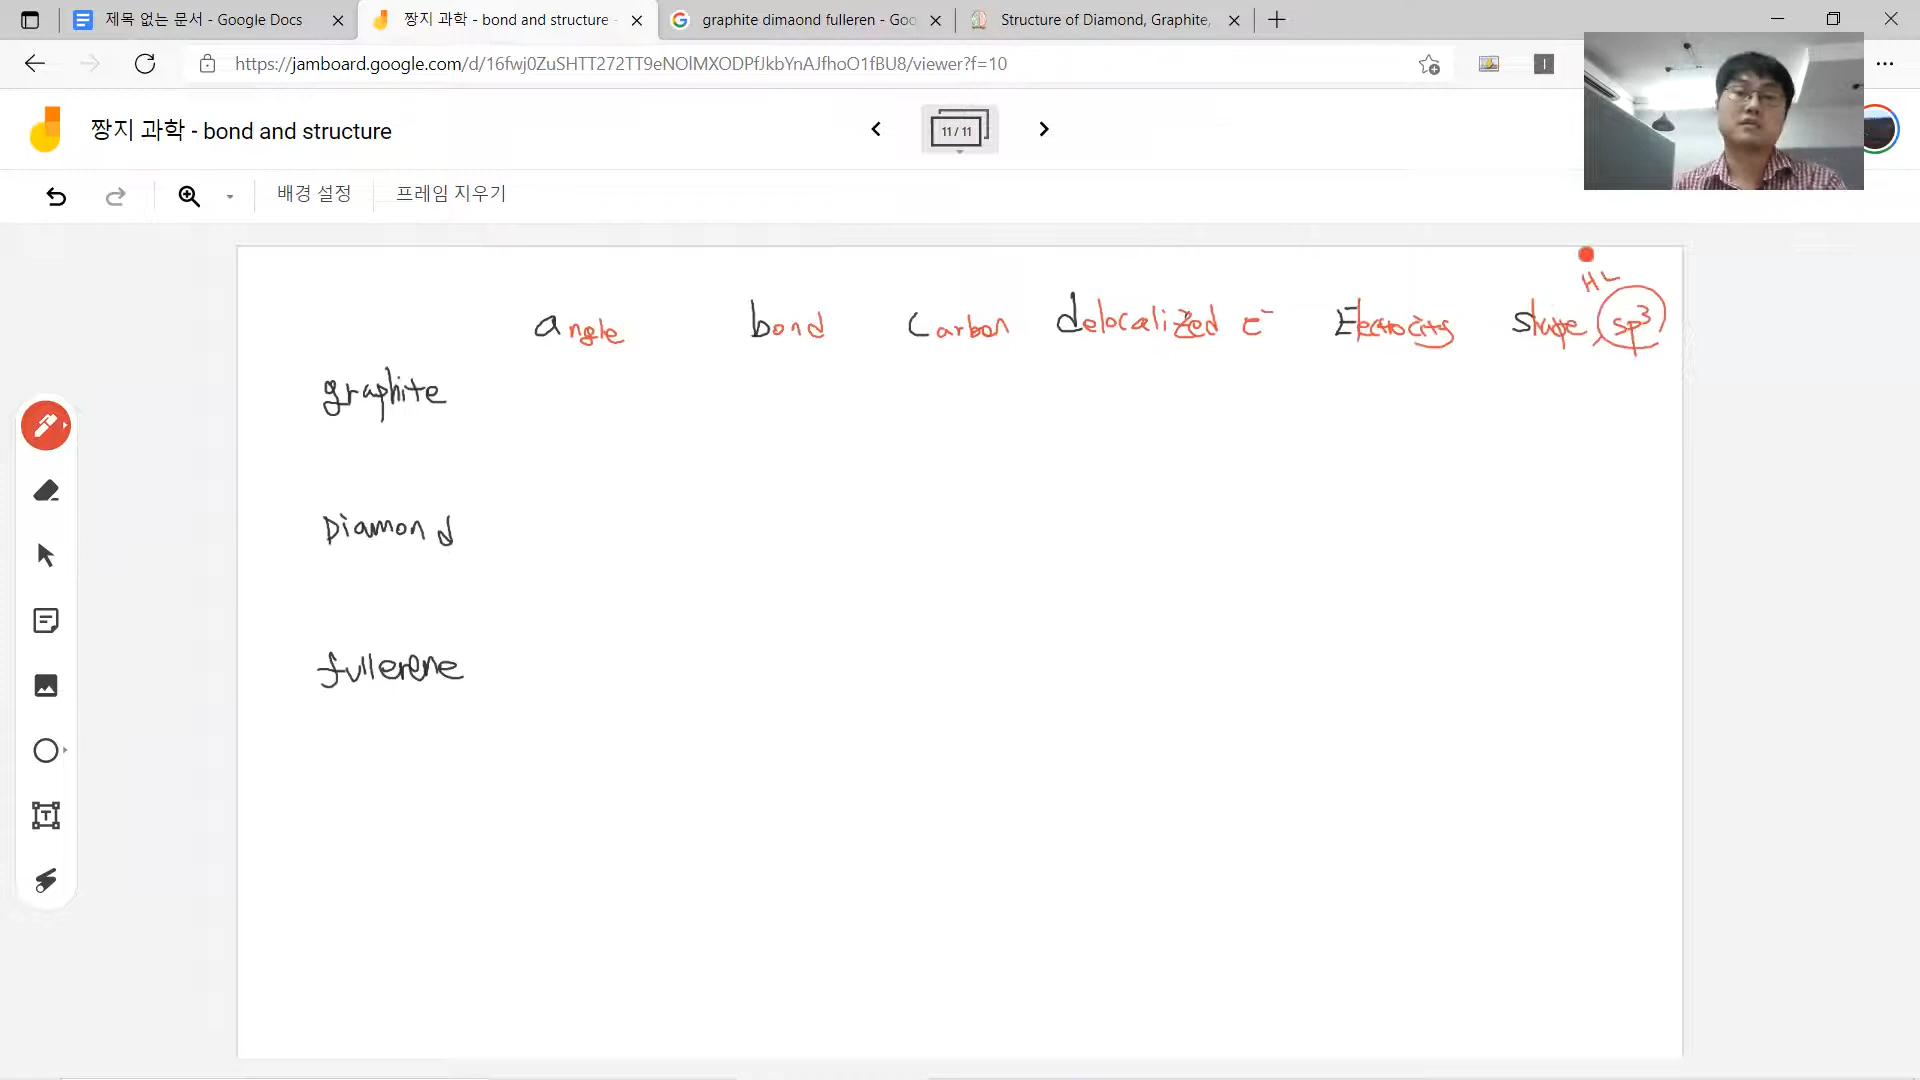 제목 없는 문서 - Google Docs
짱지 과학 - bond and structure -
graphite dimaond fulleren - Goo
Structure of Diamond, Graphite,
https://jamboard.google.com/d/16fwj0ZuSHTT272TT9eNOlMXODPfJkbYnAJfhoO1fBU8/viewer?f=10
짱지 과학 - bond and structure
11 / 11
배경 설정
프레임 지우기
HL
angle bond Carbon delocalized e⁻ Electrocity Shape sp³
graphite
Diamond
fullerene